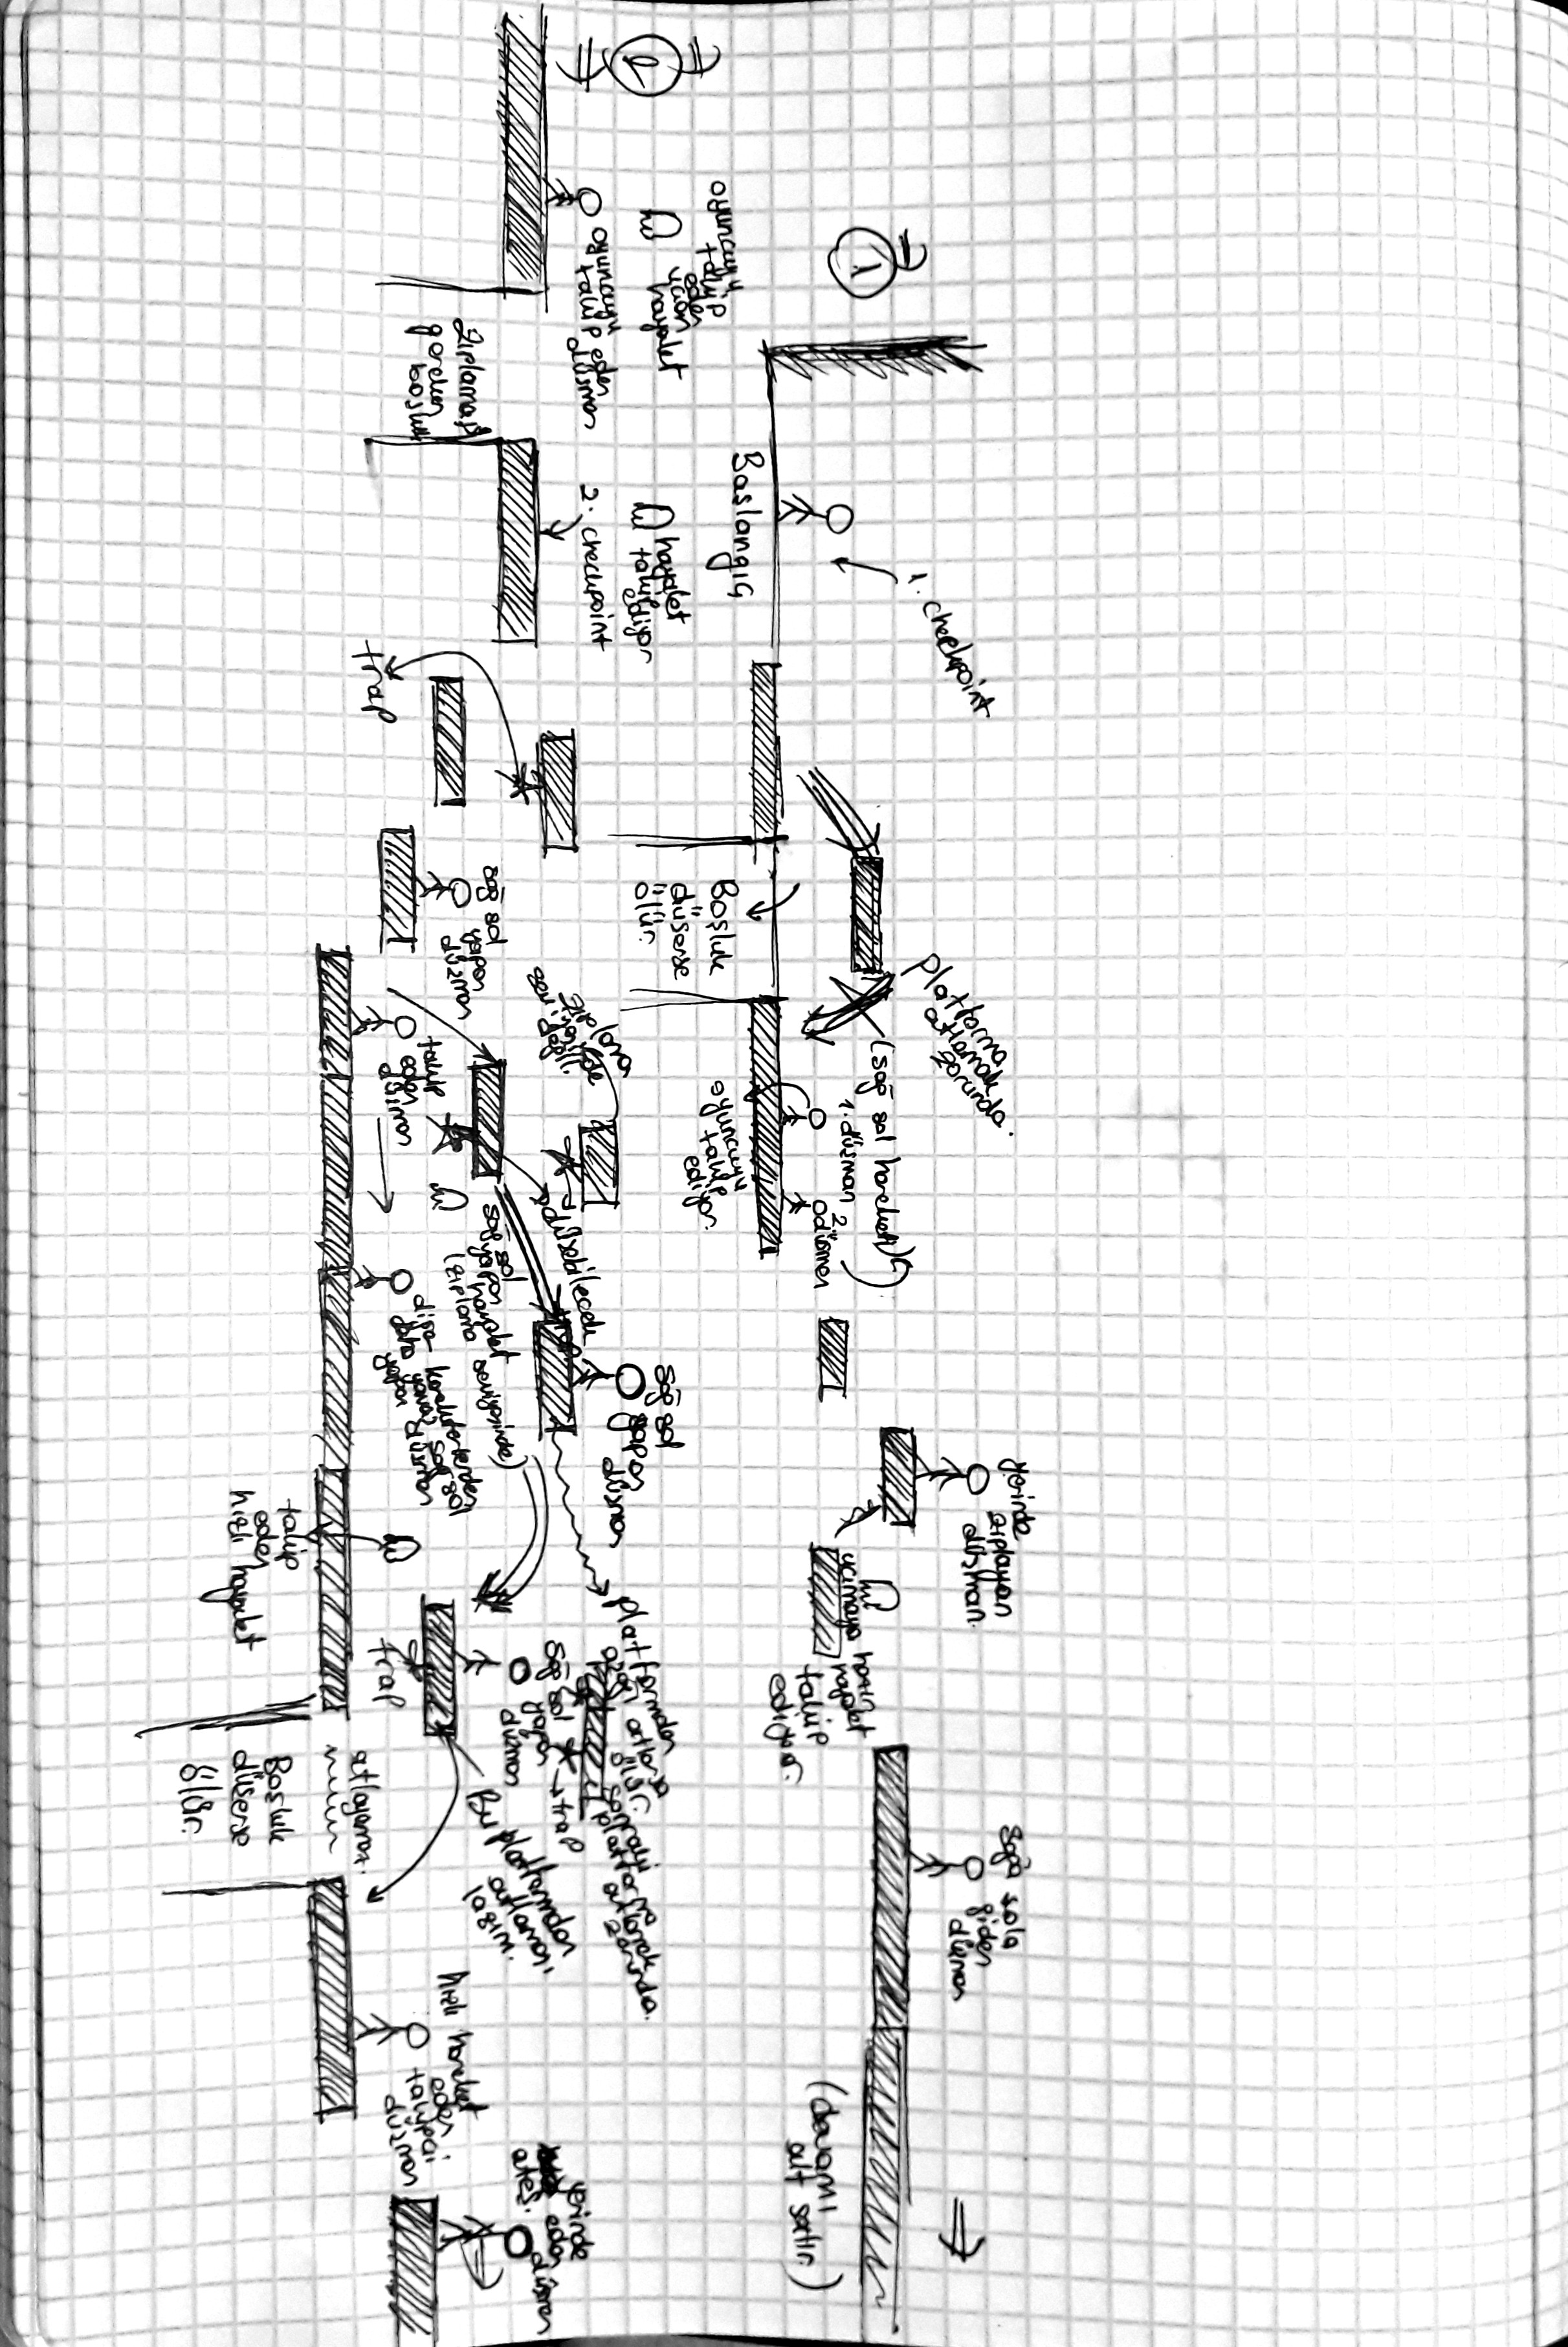 1
1. checkpoint
Başlangıç
platforma
atlamak
zorunda.
(sağ sol hareketi)
1. düşman
2.
düşman
Boşluk
düşerse
ölür.
oyuncuyu
takip
ediyor.
yerinde
zıplayan
düşman.
uçmaya hazır
hayalet
takip
ediyor.
sağa sola
giden
düşman
(devamı
alt satır.)
2
oyuncuyu
takip
eden
uçan
hayalet
oyuncuyu
takip eden
düşman
hayalet
takip
ediyor
2. checkpoint
Zıplaması
gereken
boşluk
trap
sağ sol
yapan
düşman
zıplama
seviyesinde
değil.
düşebilecek
trap
takip
eden
düşman
sağ sol
yapan
hayalet
(zıplama seviyesinde)
diğer karakterlerden
daha yavaş sağ sol
yapan düşman
sağ sol
yapan
düşman
platformdan
aşağı atlarsa
ölür.
sonraki
platforma
atlamak
zorunda.
trap
sağ sol
yapan
düşman
Bu platformdan
atlaması
lazım.
trap
takip
eden
hızlı hayalet
atlayamaz.
Boşluk
düşerse
ölür.
hızlı hareket
eden
takipçi
düşman
yerinde
ateş eden
düşman